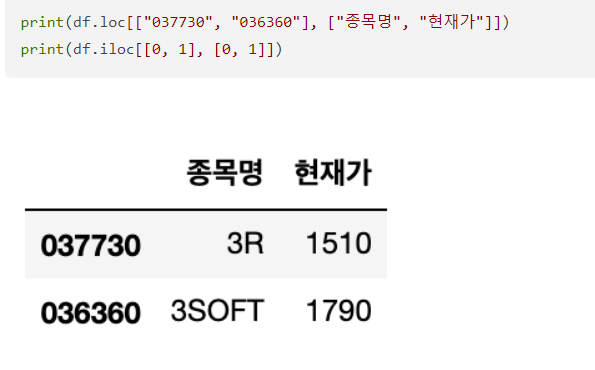 print(df.loc[["037730", "036360"], ["종목명", "현재가"]])
print(df.iloc[[0, 1], [0, 1]])
종목명 현재가
037730 3R 1510
036360 3SOFT 1790